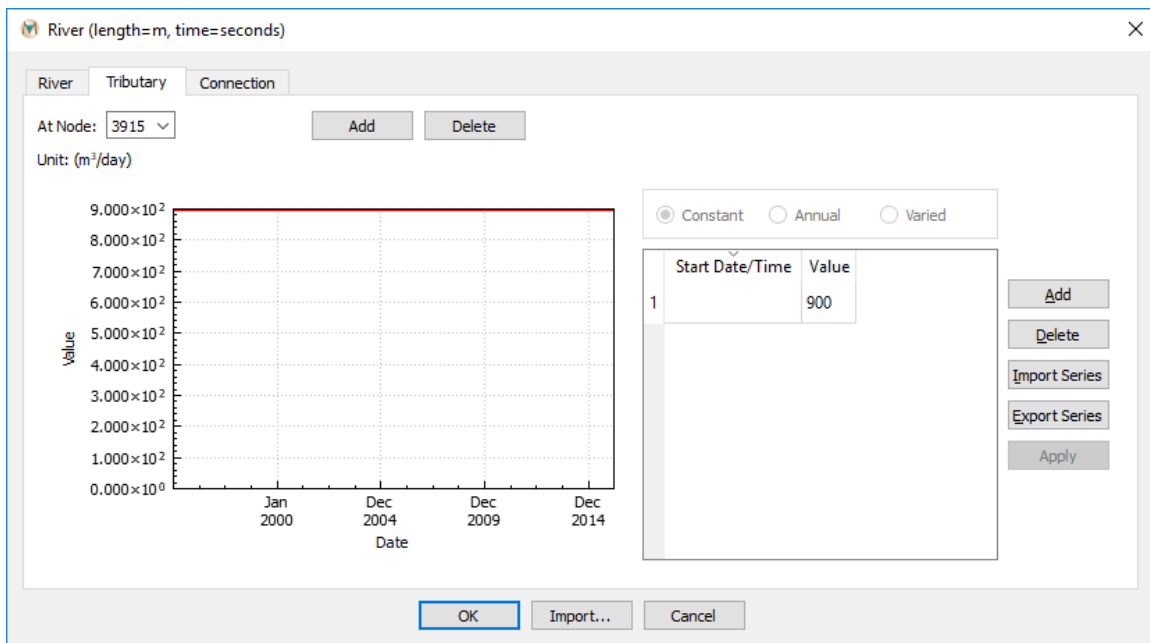 River (length=m, time=seconds)
River Tributary Connection
At Node: 3915 Add Delete
Unit: (m³/day)
Constant Annual Varied
Start Date/Time Value
1 900
Add
Delete
Import Series
Export Series
Apply
Value
9.000×10²
8.000×10²
7.000×10²
6.000×10²
5.000×10²
4.000×10²
3.000×10²
2.000×10²
1.000×10²
0.000×10⁰
Jan 2000
Dec 2004
Dec 2009
Dec 2014
Date
OK Import... Cancel